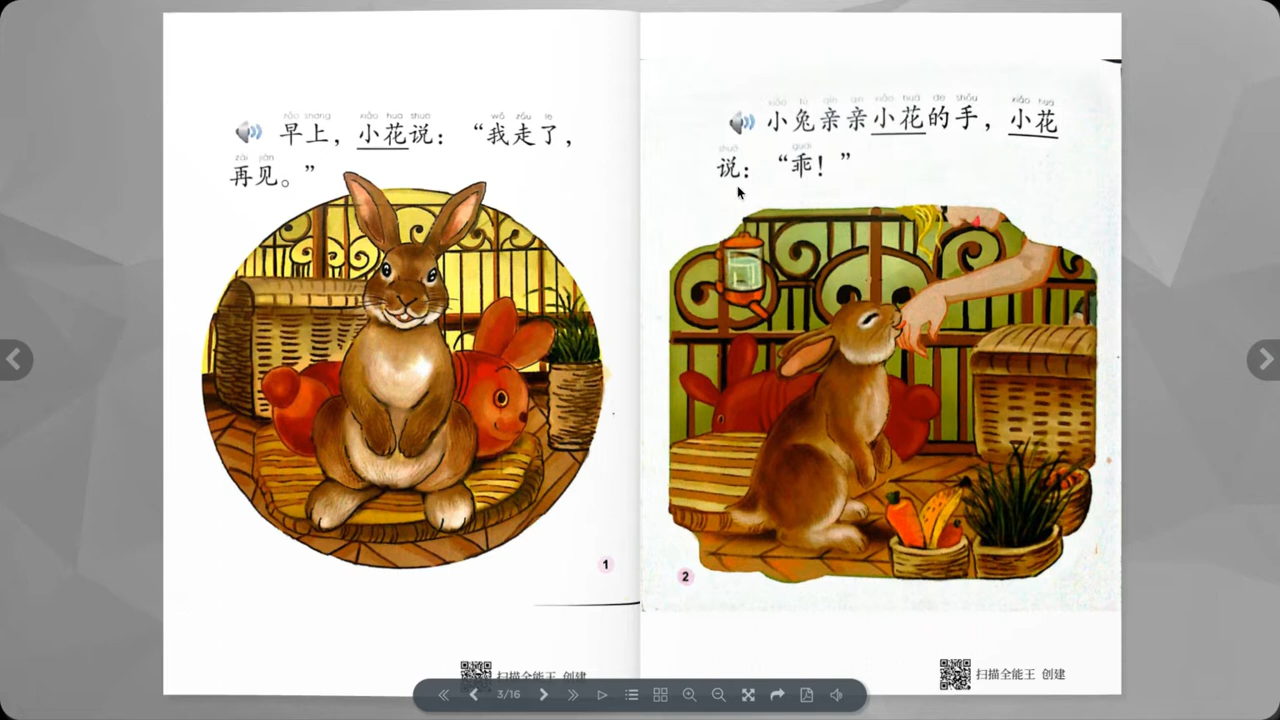 zǎo shang xiǎo huā shuō wǒ zǒu le
早上，小花说：“我走了，
zài jiàn
再见。”
1
扫描全能王 创建
xiǎo tù qīn qin xiǎo huā de shǒu xiǎo huā
小兔亲亲小花的手，小花
shuō guāi
说：“乖！”
2
扫描全能王 创建
3/16